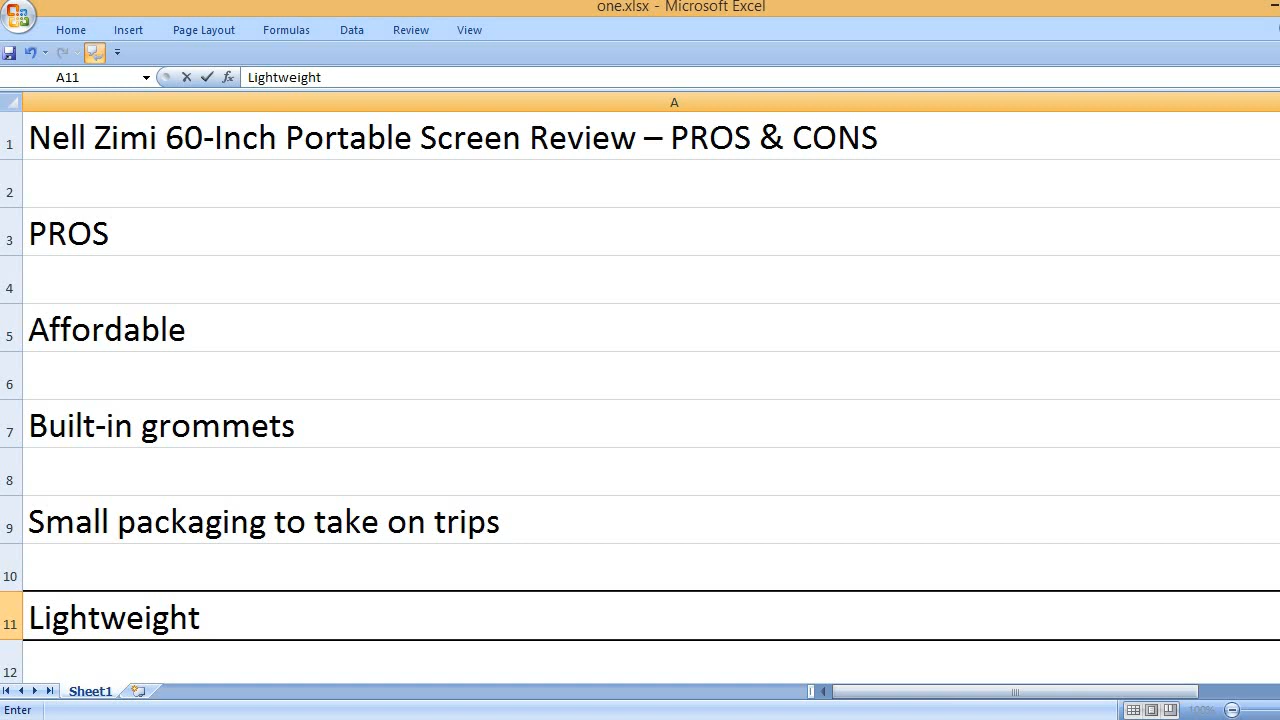 one.xlsx - Microsoft Excel
Home Insert Page Layout Formulas Data Review View
A11 fx Lightweight
A
1 Nell Zimi 60-Inch Portable Screen Review – PROS & CONS
2
3 PROS
4
5 Affordable
6
7 Built-in grommets
8
9 Small packaging to take on trips
10
11 Lightweight
12
Sheet1
Enter 100%